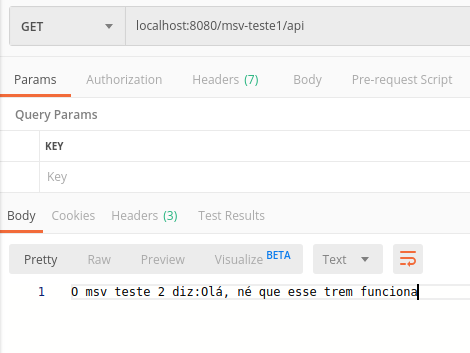 GET localhost:8080/msv-teste1/api
Params Authorization Headers (7) Body Pre-request Script
Query Params
KEY
Key
Body Cookies Headers (3) Test Results
Pretty Raw Preview Visualize BETA Text
1 O msv teste 2 diz:Olá, né que esse trem funciona